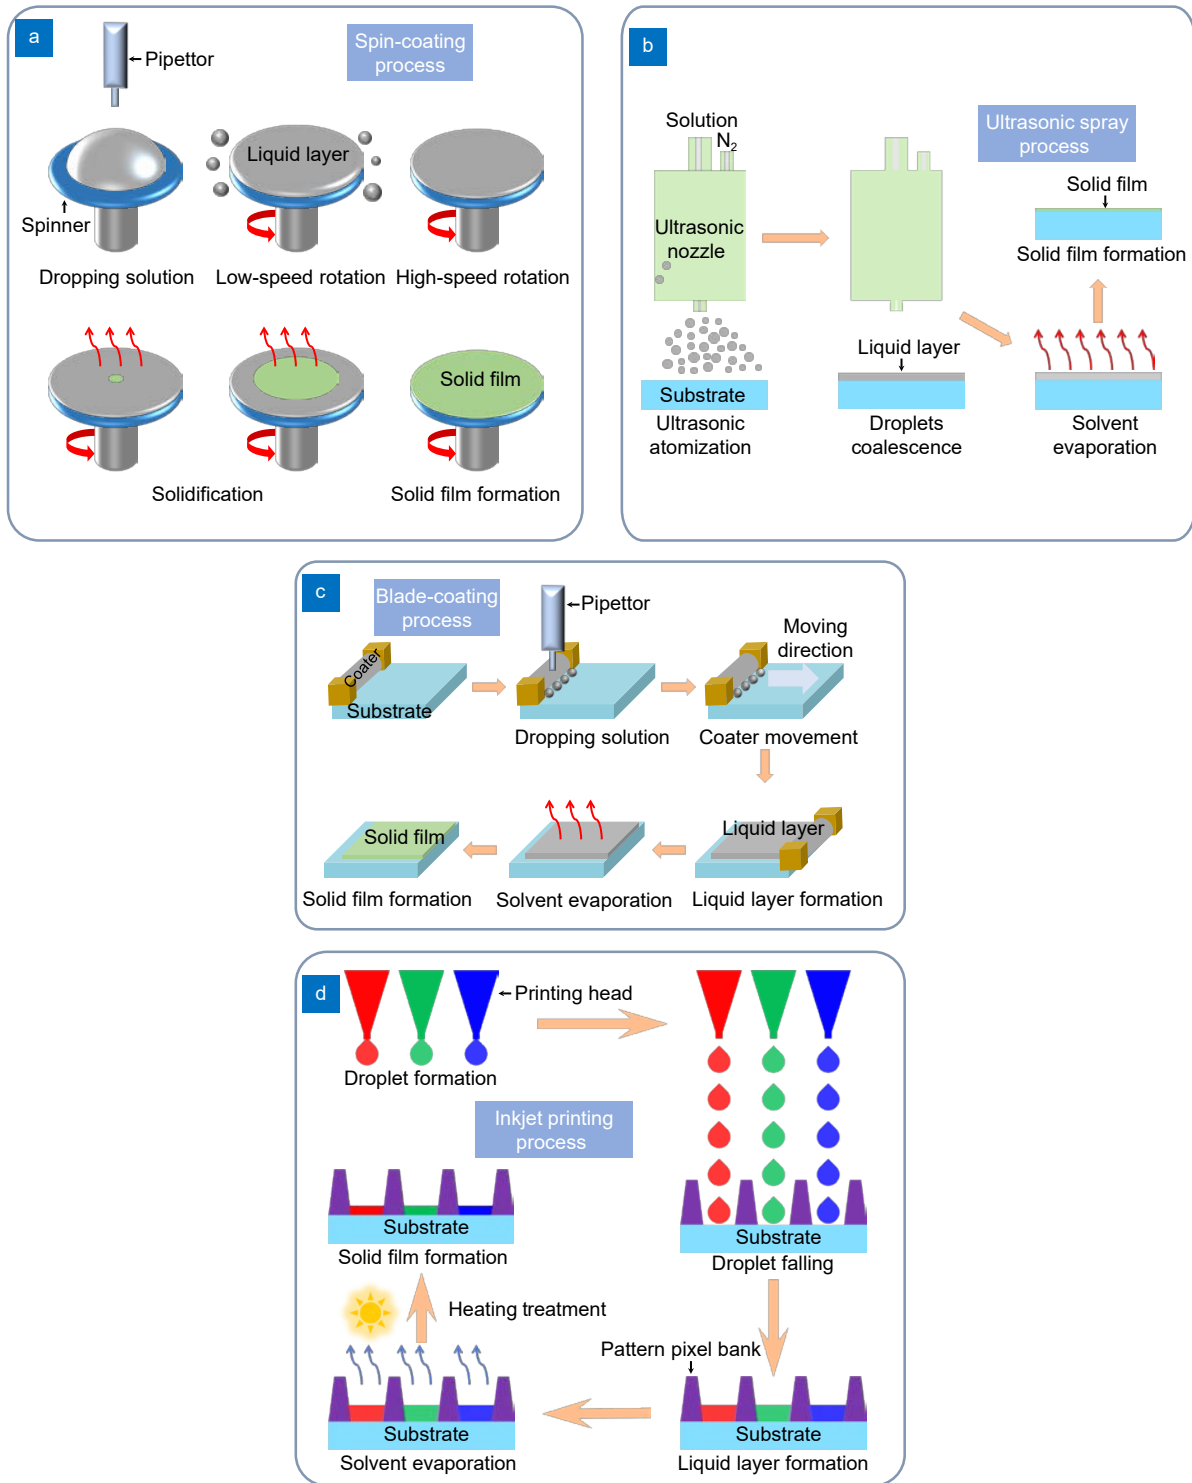 a
Spin-coating
process
Pipettor
Liquid layer
Spinner
Dropping solution
Low-speed rotation
High-speed rotation
Solid film
Solidification
Solid film formation
b
Ultrasonic spray
process
Solution
N2
Ultrasonic
nozzle
Substrate
Ultrasonic
atomization
Liquid layer
Droplets
coalescence
Solvent
evaporation
Solid film
Solid film formation
c
Blade-coating
process
Coater
Substrate
Pipettor
Dropping solution
Moving
direction
Coater movement
Liquid layer
Liquid layer formation
Solvent evaporation
Solid film
Solid film formation
d
Printing head
Droplet formation
Inkjet printing
process
Substrate
Droplet falling
Pattern pixel bank
Substrate
Liquid layer formation
Substrate
Solvent evaporation
Heating treatment
Substrate
Solid film formation